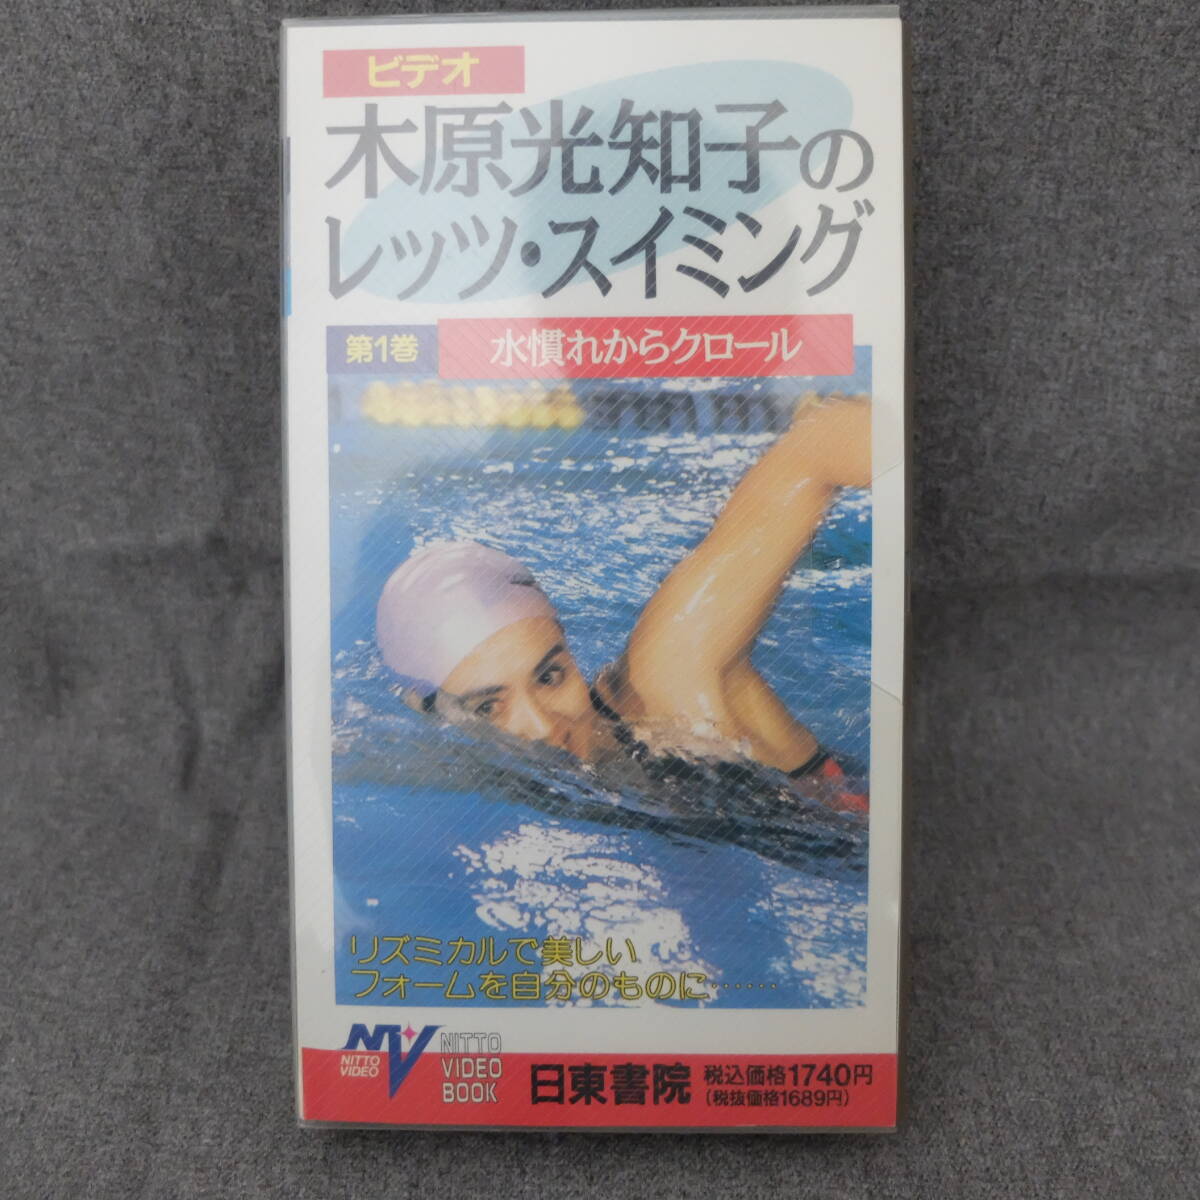 ビデオ
木原光知子の
レッツ・スイミング
第1巻
水慣れからクロール
リズミカルで美しい
フォームを自分のものに……
NTV
NITTO
VIDEO
NITTO
VIDEO
BOOK
日東書院
税込価格1740円
(税抜価格1689円)